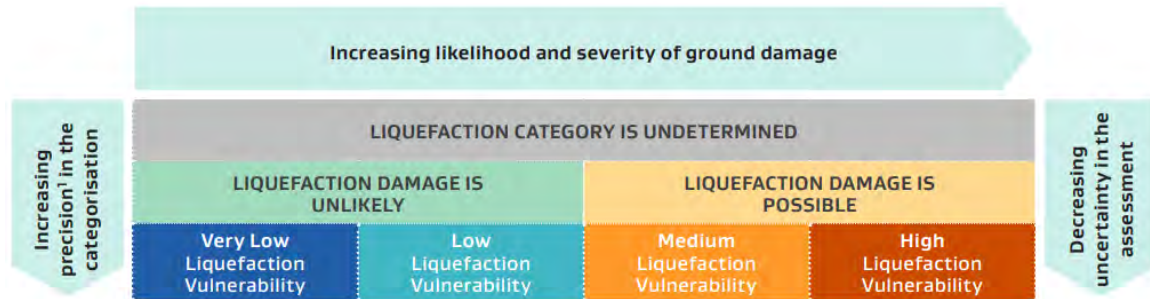 Increasing likelihood and severity of ground damage
Increasing
precision¹ in the
categorisation
LIQUEFACTION CATEGORY IS UNDETERMINED
LIQUEFACTION DAMAGE IS
UNLIKELY
LIQUEFACTION DAMAGE IS
POSSIBLE
Very Low
Liquefaction
Vulnerability
Low
Liquefaction
Vulnerability
Medium
Liquefaction
Vulnerability
High
Liquefaction
Vulnerability
Decreasing
uncertainty in the
assessment